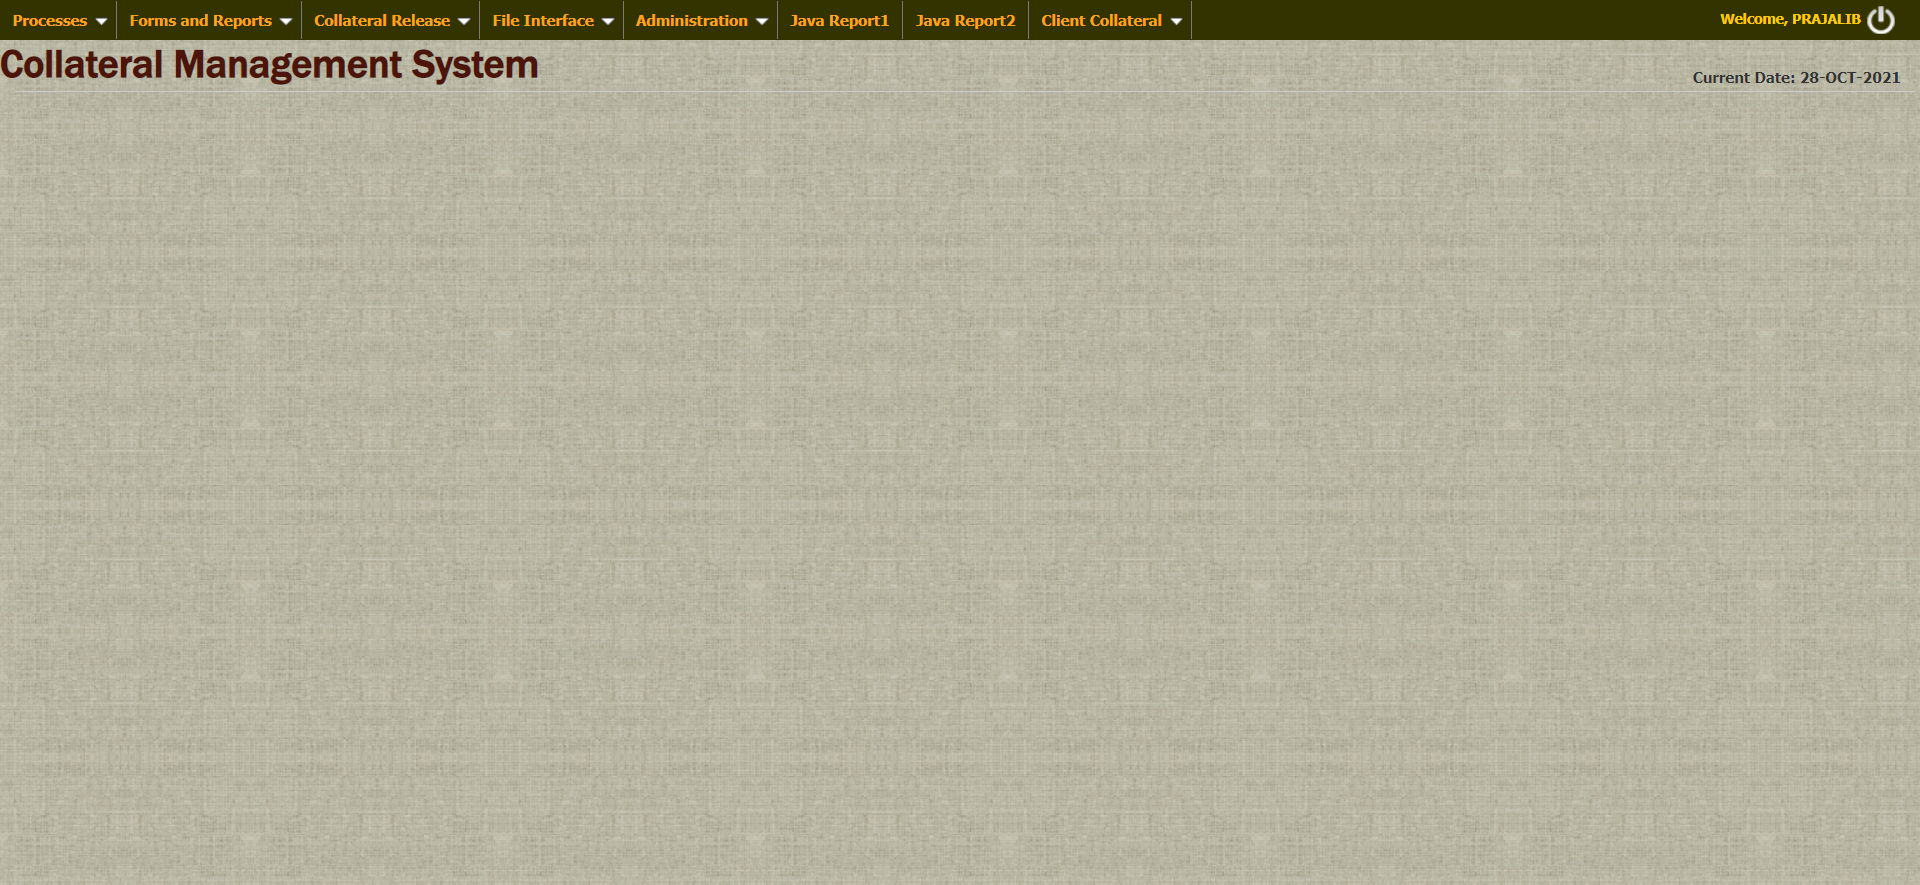 Processes Forms and Reports Collateral Release File Interface Administration Java Report1 Java Report2 Client Collateral Welcome, PRAJALIB
Collateral Management System
Current Date: 28-OCT-2021